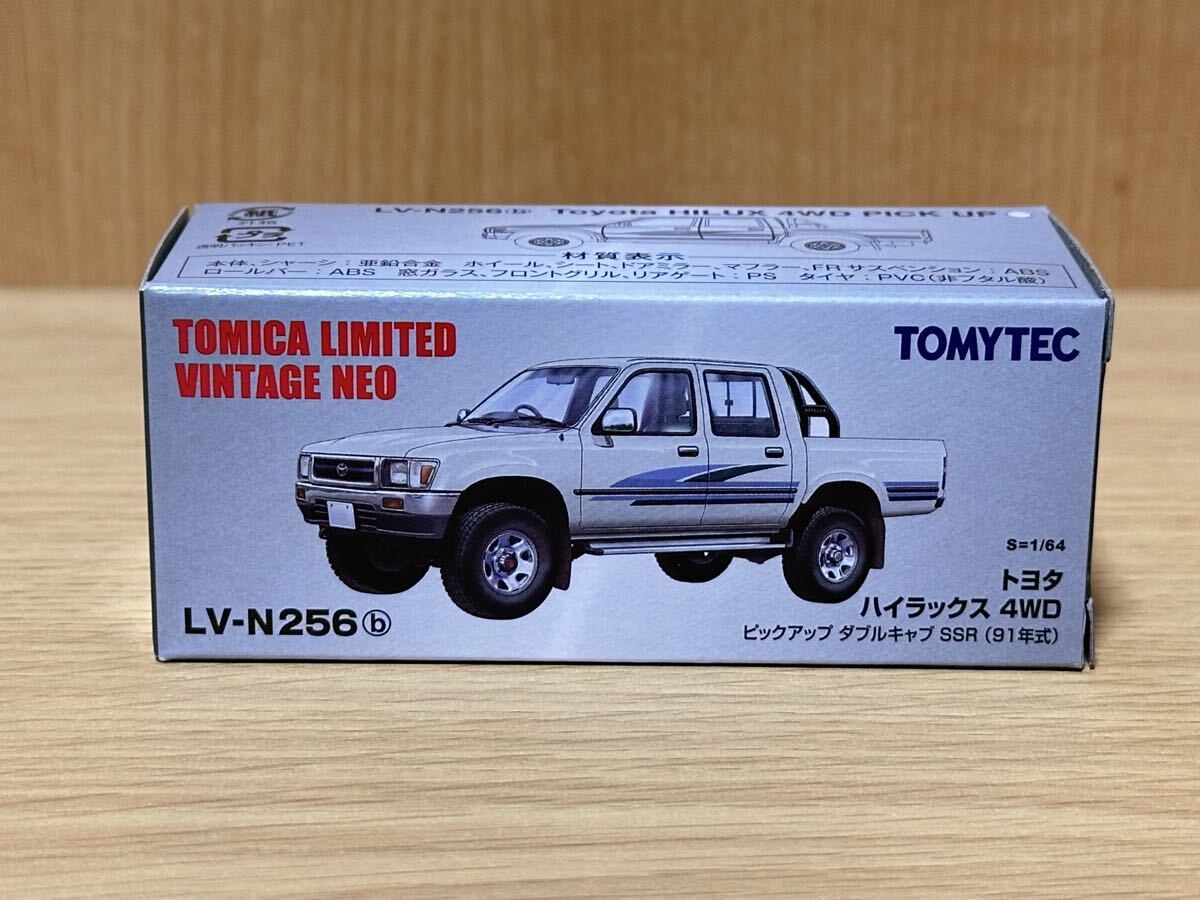 紙
プラ
透明パッキン：PET
LV-N256ⓑ Toyota HILUX 4WD PICK UP
材質表示
本体、シャーシ：亜鉛合金 ホイール、シート、ドアミラー、マフラー、FRサスペンション：ABS
ロールバー：ABS 窓ガラス、フロントグリル、リアゲート：PS タイヤ：PVC(非フタル酸)
TOMICA LIMITED
VINTAGE NEO
TOMYTEC
S=1/64
トヨタ
ハイラックス 4WD
ピックアップ ダブルキャブ SSR (91年式)
LV-N256ⓑ